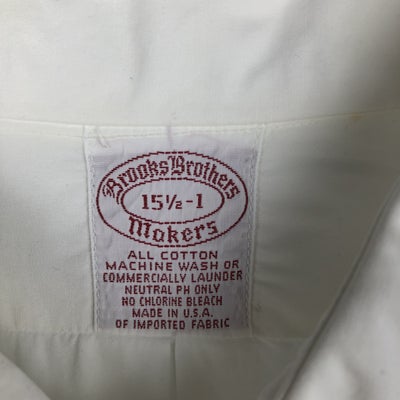 Brooks Brothers
15½-1
Makers
ALL COTTON
MACHINE WASH OR
COMMERCIALLY LAUNDER
NEUTRAL PH ONLY
NO CHLORINE BLEACH
MADE IN U.S.A.
OF IMPORTED FABRIC